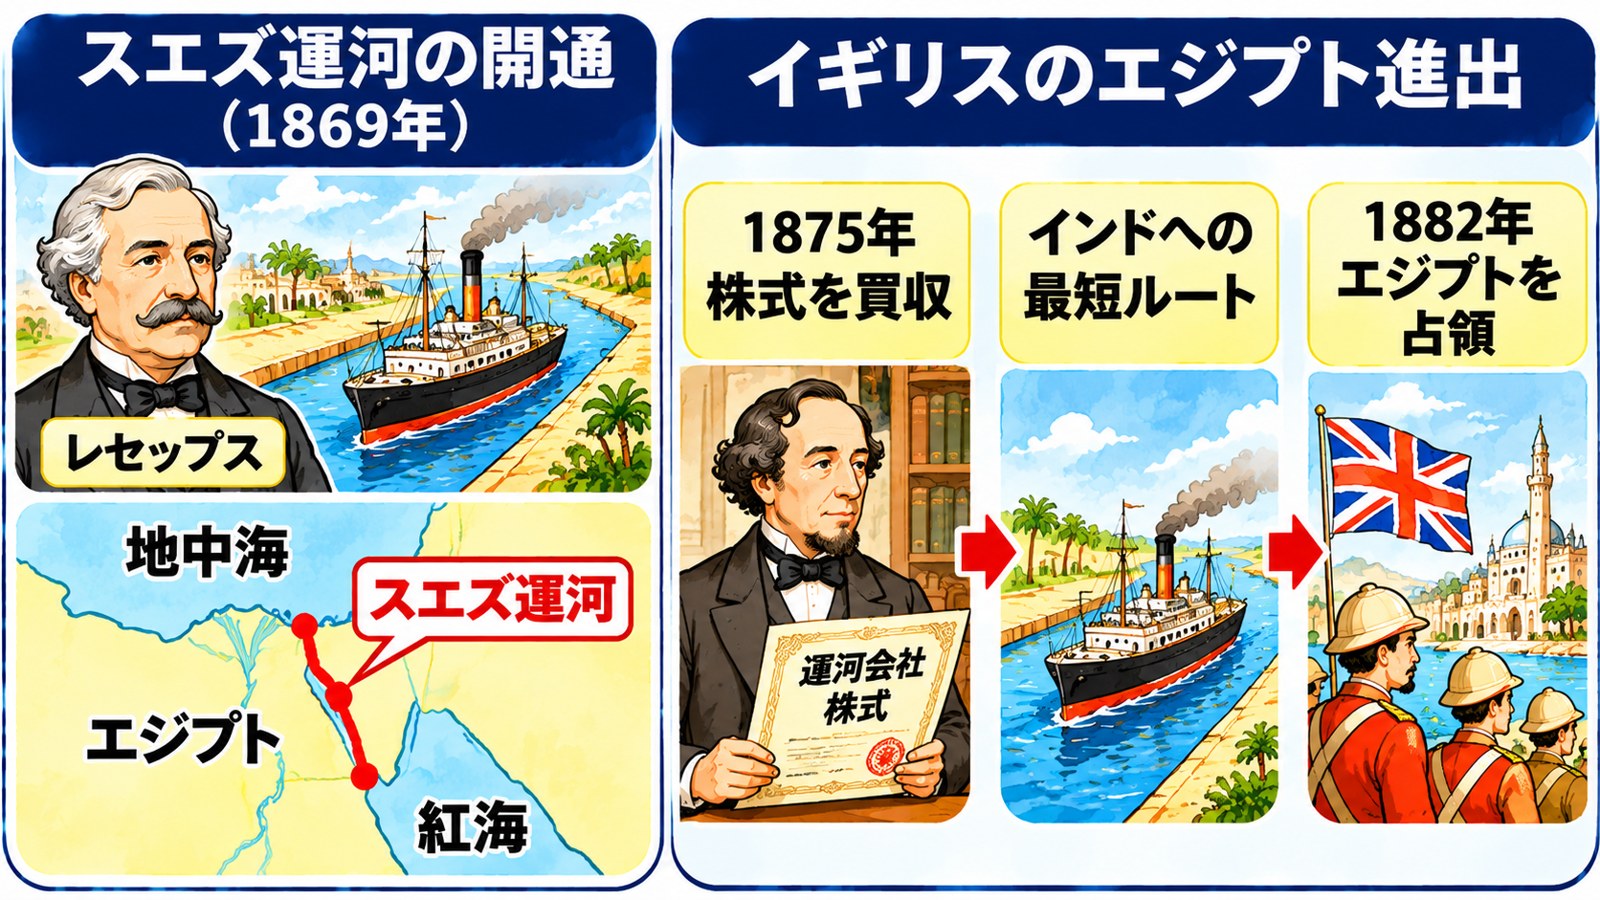 スエズ運河の開通
（1869年）
レセップス
地中海
スエズ運河
エジプト
紅海
イギリスのエジプト進出
1875年
株式を買収
運河会社
株式
インドへの
最短ルート
1882年
エジプトを
占領